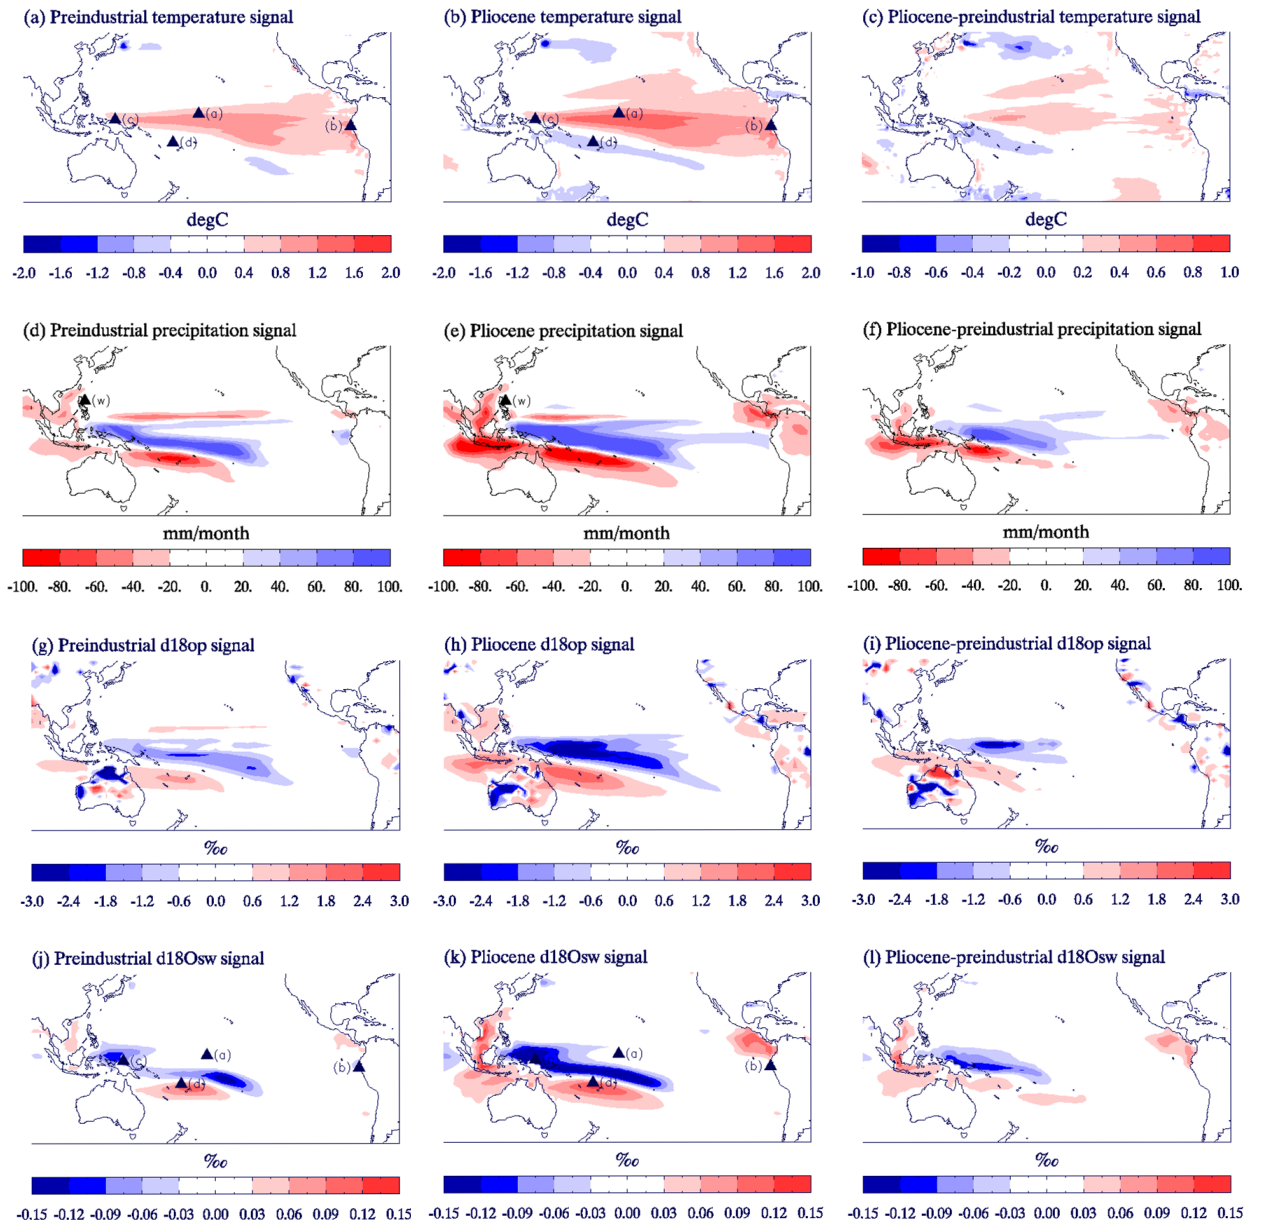 (a) Preindustrial temperature signal
(b) Pliocene temperature signal
(c) Pliocene-preindustrial temperature signal
(c) (a) (b) (d)
(c) (a) (b) (d)
degC
degC
degC
-2.0 -1.6 -1.2 -0.8 -0.4 0.0 0.4 0.8 1.2 1.6 2.0
-2.0 -1.6 -1.2 -0.8 -0.4 0.0 0.4 0.8 1.2 1.6 2.0
-1.0 -0.8 -0.6 -0.4 -0.2 0.0 0.2 0.4 0.6 0.8 1.0
(d) Preindustrial precipitation signal
(e) Pliocene precipitation signal
(f) Pliocene-preindustrial precipitation signal
(w)
(w)
mm/month
mm/month
mm/month
-100. -80. -60. -40. -20. 0. 20. 40. 60. 80. 100.
-100. -80. -60. -40. -20. 0. 20. 40. 60. 80. 100.
-100. -80. -60. -40. -20. 0. 20. 40. 60. 80. 100.
(g) Preindustrial d18op signal
(h) Pliocene d18op signal
(i) Pliocene-preindustrial d18op signal
‰
‰
‰
-3.0 -2.4 -1.8 -1.2 -0.6 0.0 0.6 1.2 1.8 2.4 3.0
-3.0 -2.4 -1.8 -1.2 -0.6 0.0 0.6 1.2 1.8 2.4 3.0
-3.0 -2.4 -1.8 -1.2 -0.6 0.0 0.6 1.2 1.8 2.4 3.0
(j) Preindustrial d18Osw signal
(k) Pliocene d18Osw signal
(l) Pliocene-preindustrial d18Osw signal
(c) (a) (b) (d)
(a) (b) (d)
‰
‰
‰
-0.15 -0.12 -0.09 -0.06 -0.03 0.00 0.03 0.06 0.09 0.12 0.15
-0.15 -0.12 -0.09 -0.06 -0.03 0.00 0.03 0.06 0.09 0.12 0.15
-0.15 -0.12 -0.09 -0.06 -0.03 0.00 0.03 0.06 0.09 0.12 0.15